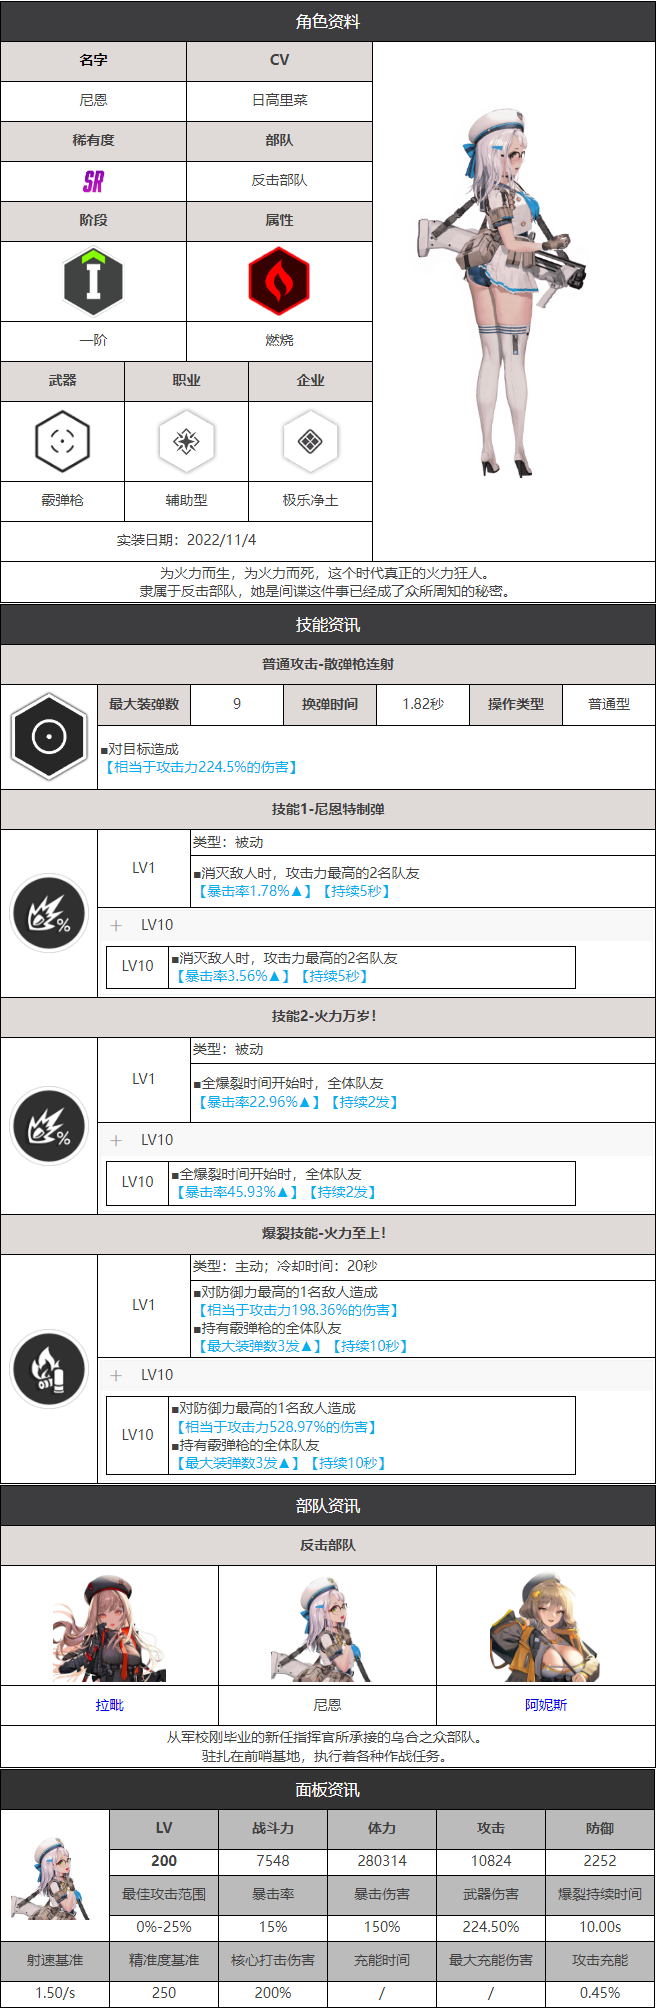 角色资料
名字
CV
尼恩
日高里菜
稀有度
部队
SR
反击部队
阶段
属性
I
一阶
燃烧
武器
职业
企业
霰弹枪
辅助型
极乐净土
实装日期：2022/11/4
为火力而生，为火力而死，这个时代真正的火力狂人。
隶属于反击部队，她是间谍这件事已经成了众所周知的秘密。
技能资讯
普通攻击-散弹枪连射
最大装弹数
9
换弹时间
1.82秒
操作类型
普通型
■对目标造成
【相当于攻击力224.5%的伤害】
技能1-尼恩特制弹
%
LV1
类型：被动
■消灭敌人时，攻击力最高的2名队友
【暴击率1.78%▲】【持续5秒】
＋ LV10
LV10
■消灭敌人时，攻击力最高的2名队友
【暴击率3.56%▲】【持续5秒】
技能2-火力万岁！
%
LV1
类型：被动
■全爆裂时间开始时，全体队友
【暴击率22.96%▲】【持续2发】
＋ LV10
LV10
■全爆裂时间开始时，全体队友
【暴击率45.93%▲】【持续2发】
爆裂技能-火力至上！
LV1
类型：主动；冷却时间：20秒
■对防御力最高的1名敌人造成
【相当于攻击力198.36%的伤害】
■持有霰弹枪的全体队友
【最大装弹数3发▲】【持续10秒】
＋ LV10
LV10
■对防御力最高的1名敌人造成
【相当于攻击力528.97%的伤害】
■持有霰弹枪的全体队友
【最大装弹数3发▲】【持续10秒】
部队资讯
反击部队
拉毗
尼恩
阿妮斯
从军校刚毕业的新任指挥官所承接的乌合之众部队。
驻扎在前哨基地，执行着各种作战任务。
面板资讯
LV
战斗力
体力
攻击
防御
200
7548
280314
10824
2252
最佳攻击范围
暴击率
暴击伤害
武器伤害
爆裂持续时间
0%-25%
15%
150%
224.50%
10.00s
射速基准
精准度基准
核心打击伤害
充能时间
最大充能伤害
攻击充能
1.50/s
250
200%
/
/
0.45%